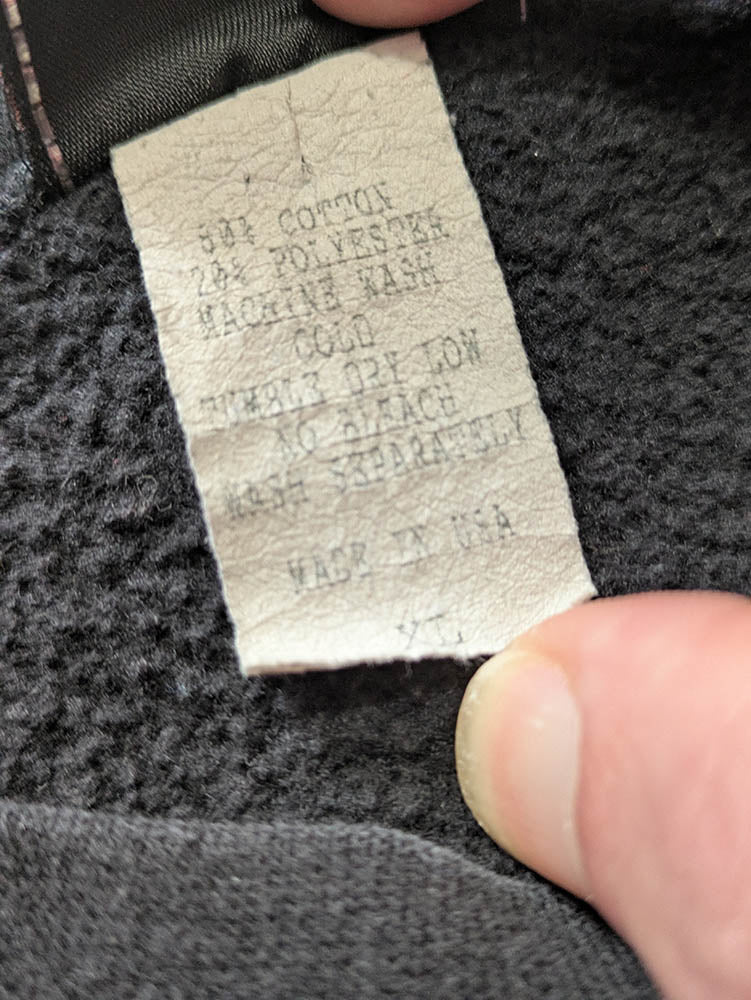 80% COTTON
20% POLYESTER
MACHINE WASH
COLD
TUMBLE DRY LOW
NO BLEACH
WASH SEPARATELY
MADE IN USA
XL